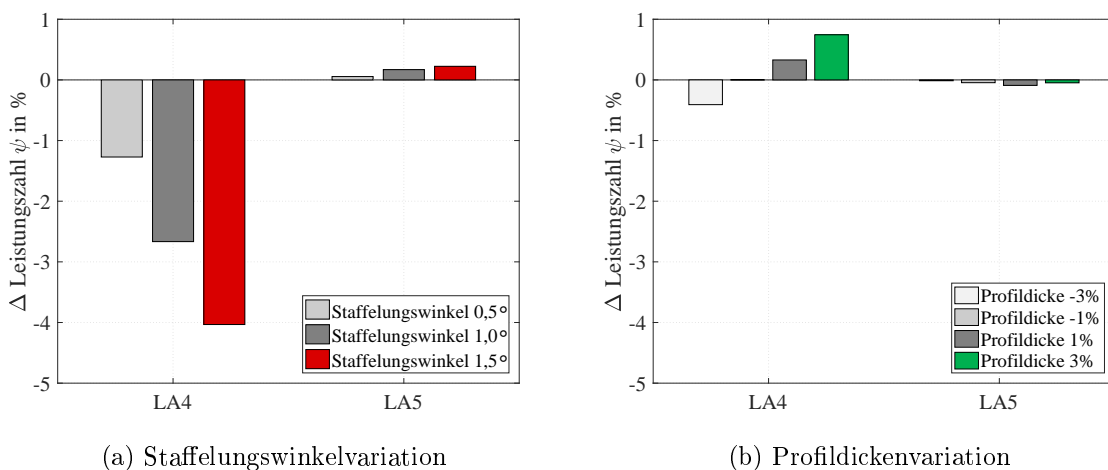 Δ Leistungszahl ψ in %
1
0
-1
-2
-3
-4
-5
LA4
LA5
Staffelungswinkel 0,5°
Staffelungswinkel 1,0°
Staffelungswinkel 1,5°
(a) Staffelungswinkelvariation
Δ Leistungszahl ψ in %
1
0
-1
-2
-3
-4
-5
LA4
LA5
Profildicke -3%
Profildicke -1%
Profildicke 1%
Profildicke 3%
(b) Profildickenvariation